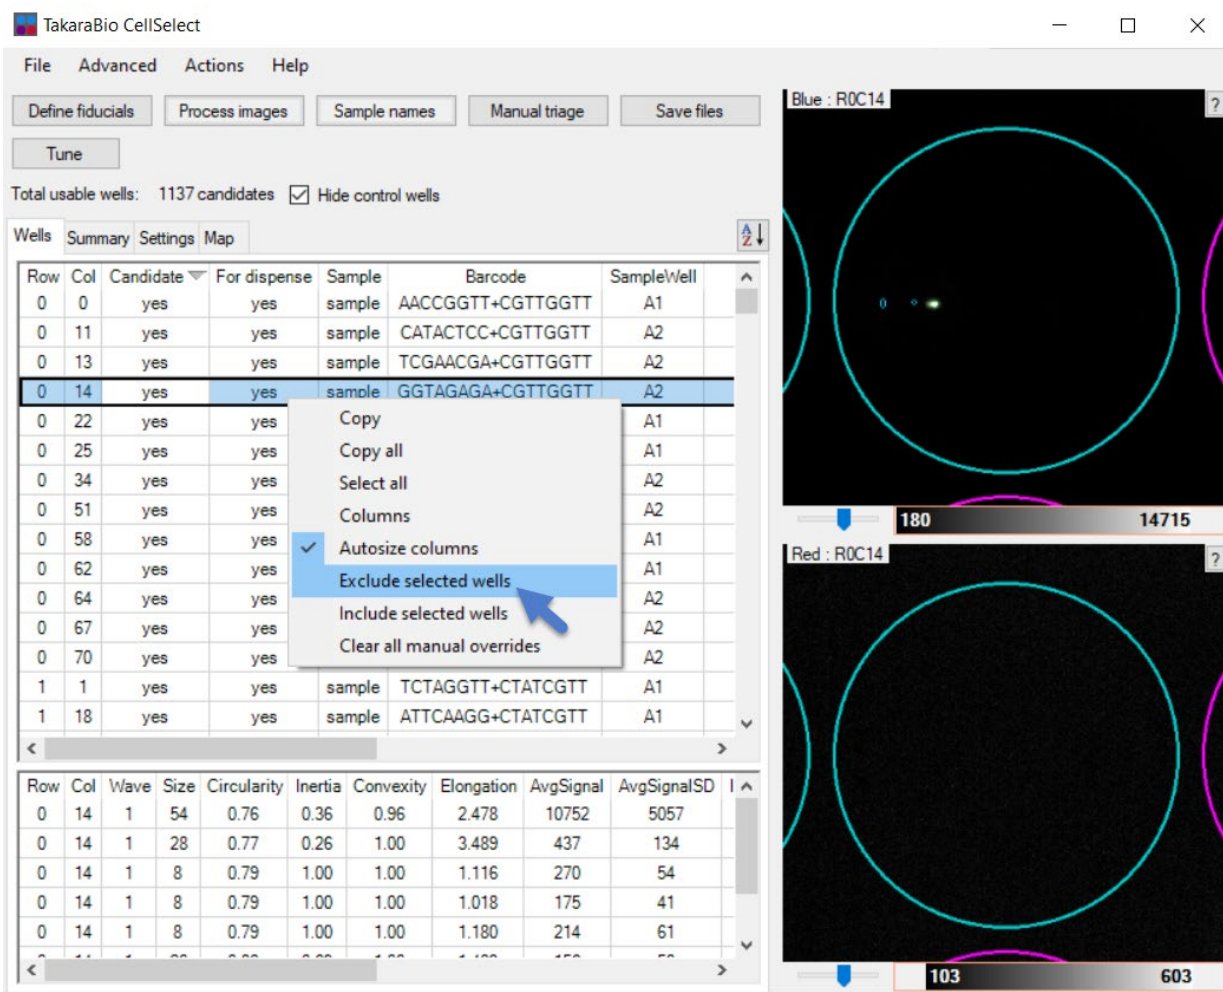 TakaraBio CellSelect
File Advanced Actions Help
Define fiducials Process images Sample names Manual triage Save files
Tune
Total usable wells: 1137 candidates Hide control wells
Wells Summary Settings Map
Row Col Candidate For dispense Sample Barcode SampleWell
0 0 yes yes sample AACCGGTT+CGTTGGTT A1
0 11 yes yes sample CATACTCC+CGTTGGTT A2
0 13 yes yes sample TCGAACGA+CGTTGGTT A2
0 14 yes yes sample GGTAGAGA+CGTTGGTT A2
0 22 yes yes A1
0 25 yes yes A1
0 34 yes yes A2
0 51 yes yes A2
0 58 yes yes A1
0 62 yes yes A1
0 64 yes yes A2
0 67 yes yes A2
0 70 yes yes A2
1 1 yes yes sample TCTAGGTT+CTATCGTT A1
1 18 yes yes sample ATTCAAGG+CTATCGTT A1
Copy
Copy all
Select all
Columns
Autosize columns
Exclude selected wells
Include selected wells
Clear all manual overrides
Row Col Wave Size Circularity Inertia Convexity Elongation AvgSignal AvgSignalSD
0 14 1 54 0.76 0.36 0.96 2.478 10752 5057
0 14 1 28 0.77 0.26 1.00 3.489 437 134
0 14 1 8 0.79 1.00 1.00 1.116 270 54
0 14 1 8 0.79 1.00 1.00 1.018 175 41
0 14 1 8 0.79 1.00 1.00 1.180 214 61
Blue : R0C14
?
180 14715
Red : R0C14
?
103 603